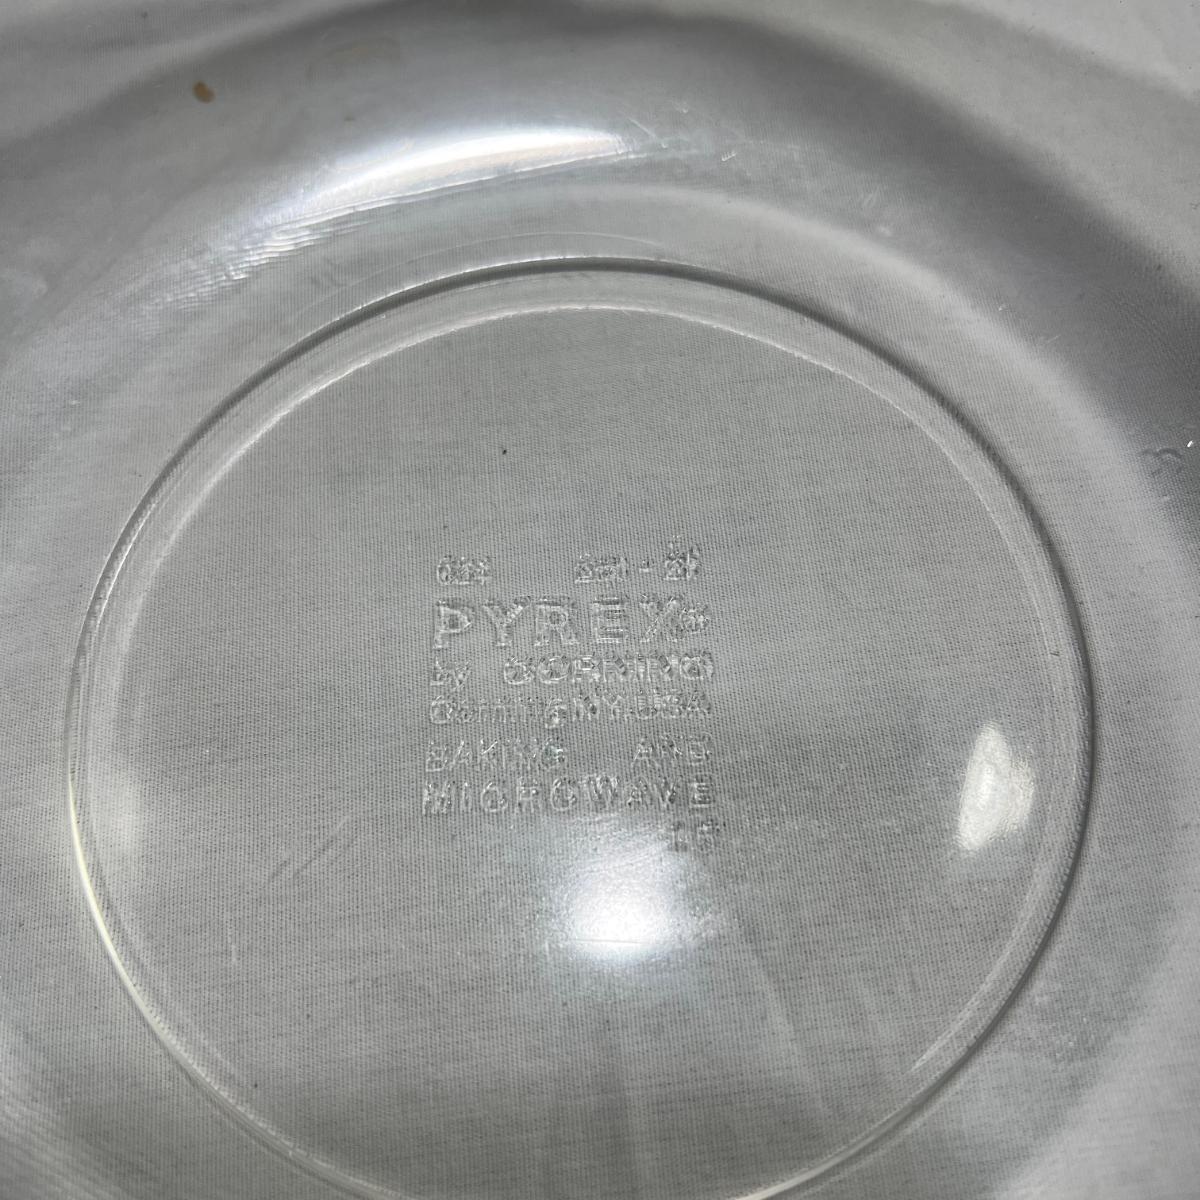 PYREX®
by CORNING
Corning NY. USA
BAKING AND
MICROWAVE